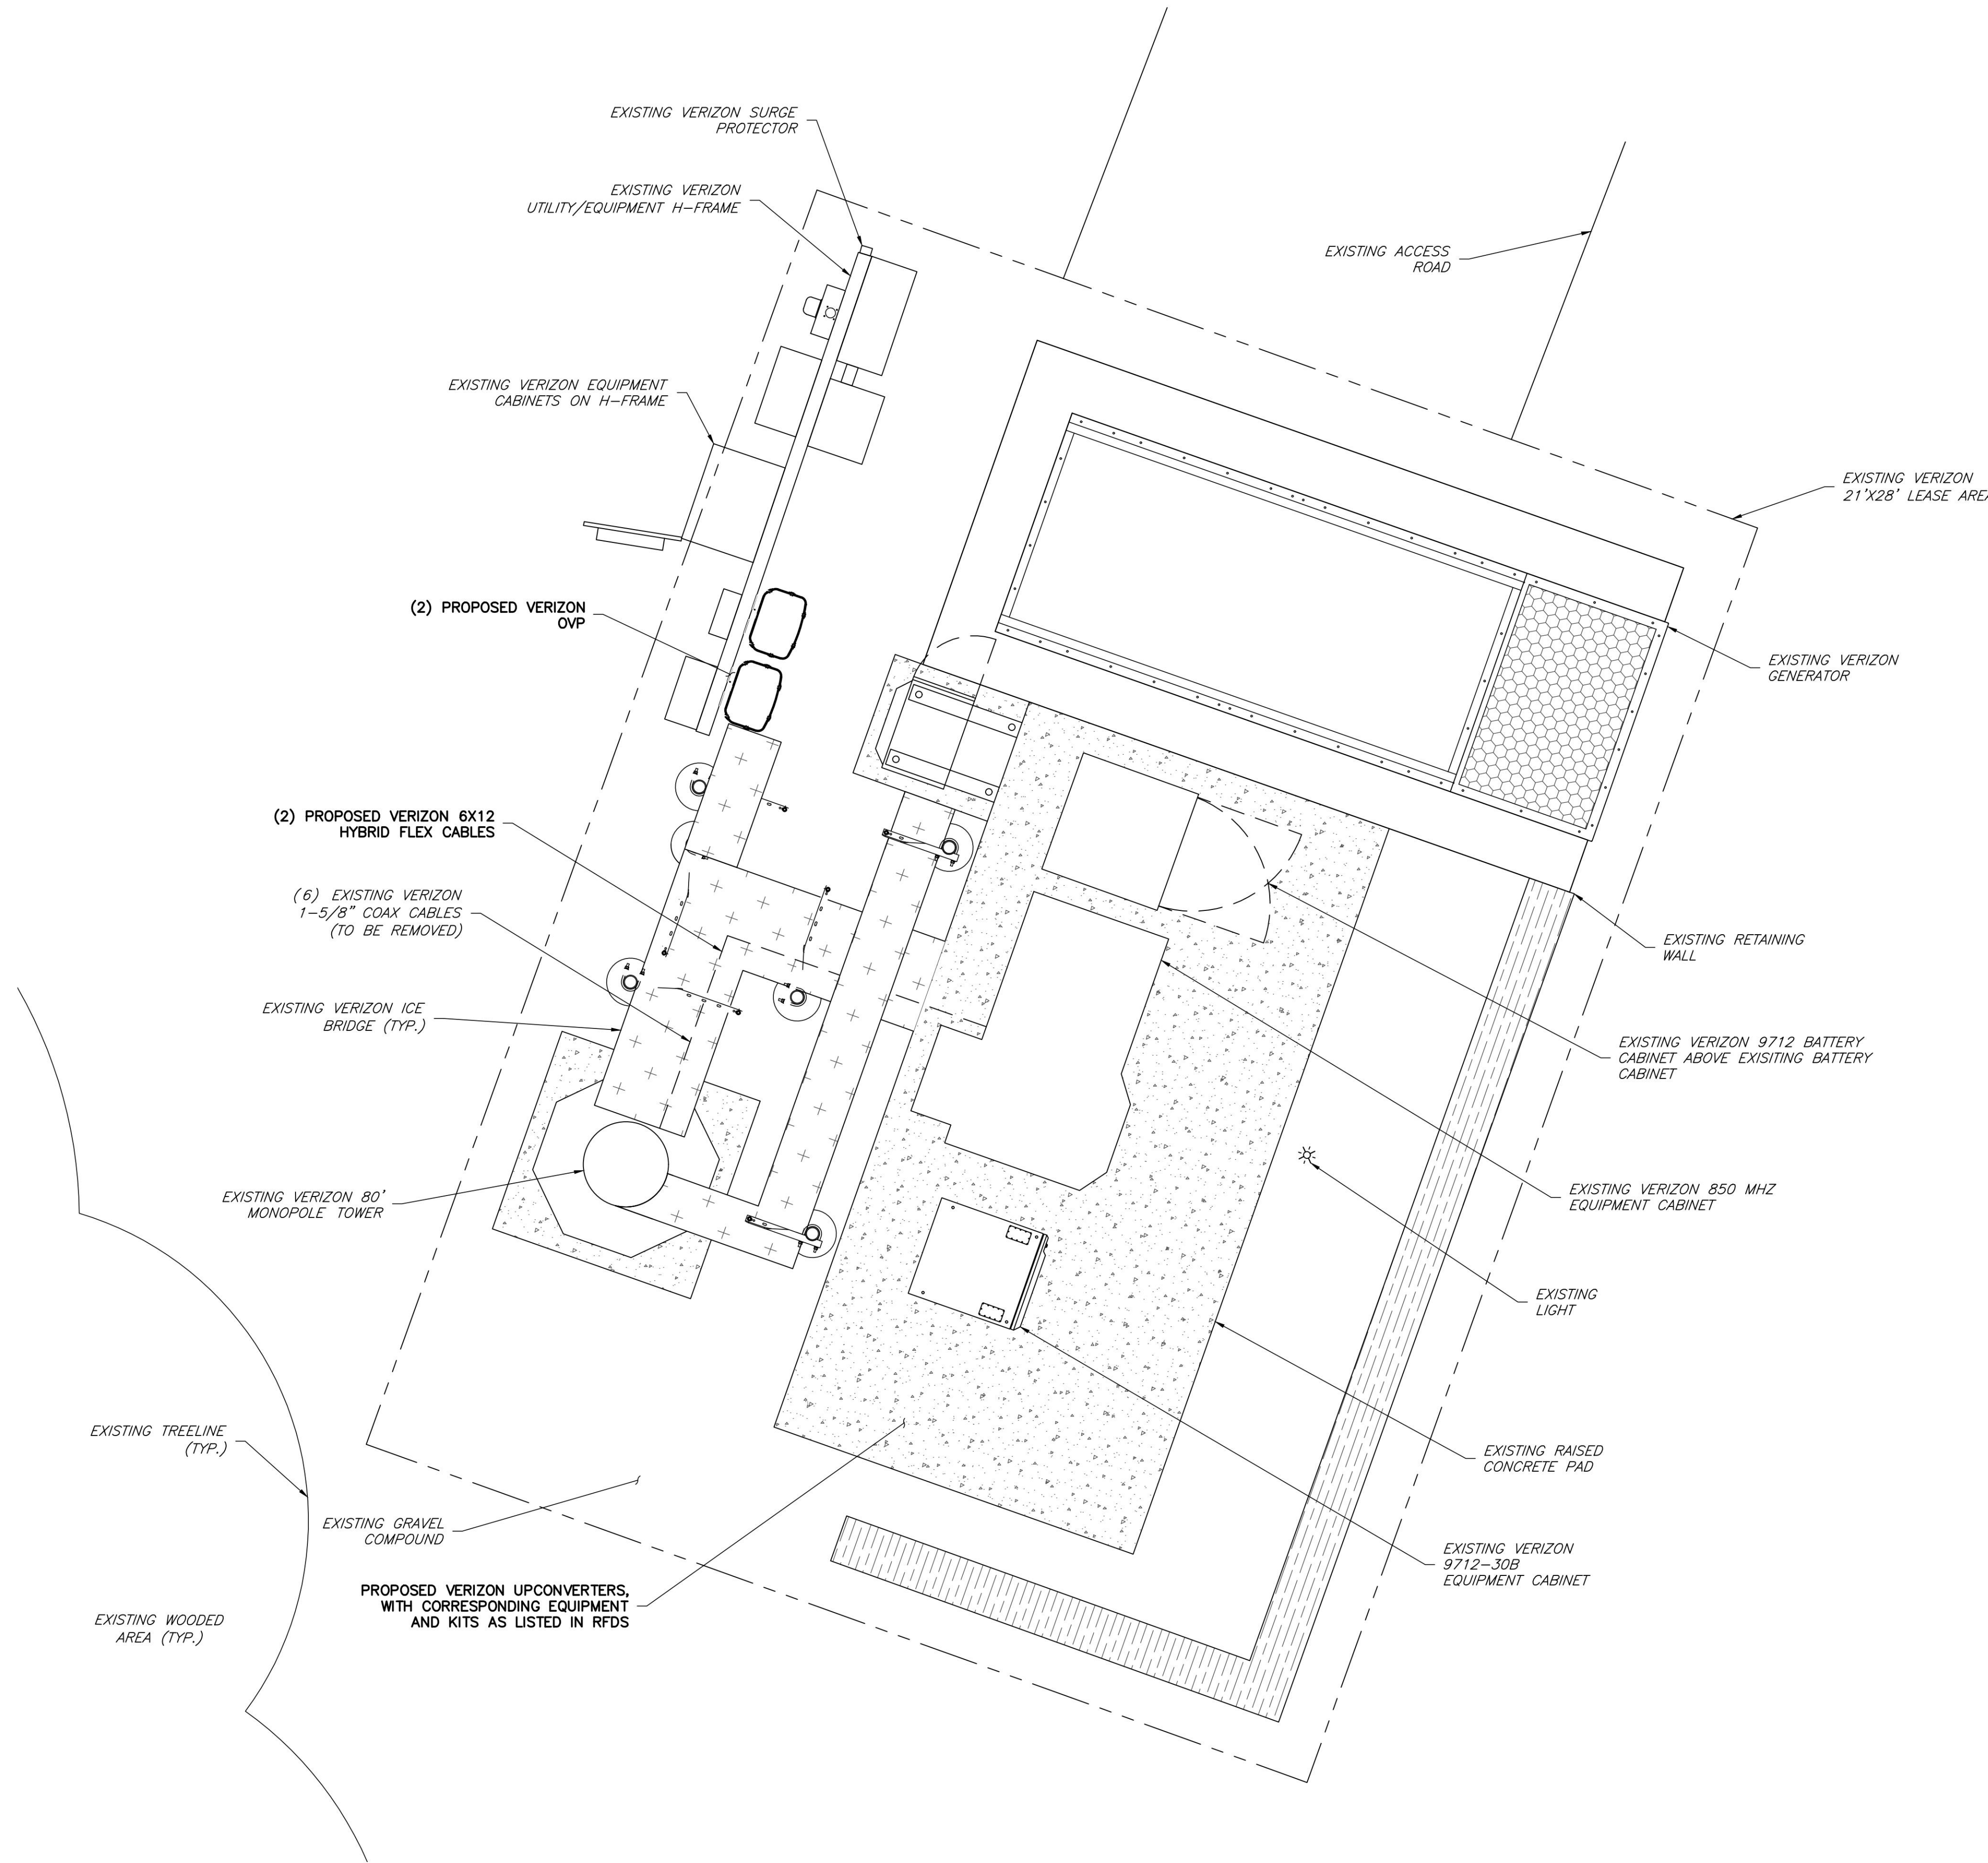 EXISTING VERIZON SURGE
PROTECTOR
EXISTING VERIZON
UTILITY/EQUIPMENT H-FRAME
EXISTING ACCESS
ROAD
EXISTING VERIZON EQUIPMENT
CABINETS ON H-FRAME
EXISTING VERIZON
21'X28' LEASE AREA
(2) PROPOSED VERIZON
OVP
EXISTING VERIZON
GENERATOR
(2) PROPOSED VERIZON 6X12
HYBRID FLEX CABLES
(6) EXISTING VERIZON
1-5/8" COAX CABLES
(TO BE REMOVED)
EXISTING RETAINING
WALL
EXISTING VERIZON ICE
BRIDGE (TYP.)
EXISTING VERIZON 9712 BATTERY
CABINET ABOVE EXISITING BATTERY
CABINET
EXISTING VERIZON 80'
MONOPOLE TOWER
EXISTING VERIZON 850 MHZ
EQUIPMENT CABINET
EXISTING
LIGHT
EXISTING TREELINE
(TYP.)
EXISTING RAISED
CONCRETE PAD
EXISTING GRAVEL
COMPOUND
EXISTING VERIZON
9712-30B
EQUIPMENT CABINET
PROPOSED VERIZON UPCONVERTERS,
WITH CORRESPONDING EQUIPMENT
AND KITS AS LISTED IN RFDS
EXISTING WOODED
AREA (TYP.)